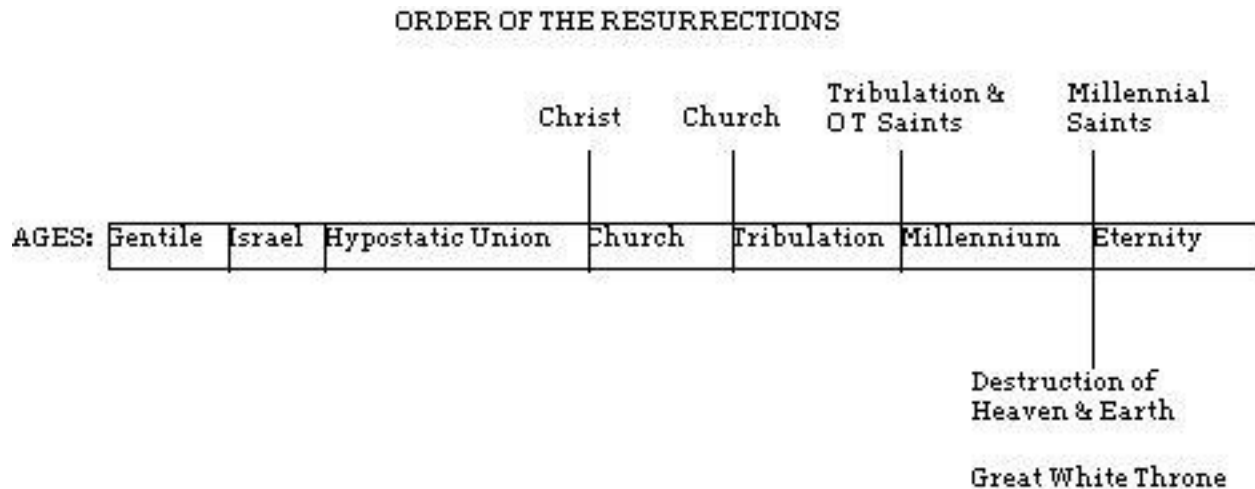 ORDER OF THE RESURRECTIONS
Christ
Church
Tribulation &
O T Saints
Millennial
Saints
AGES: Gentile Israel Hypostatic Union Church Tribulation Millennium Eternity
Destruction of
Heaven & Earth
Great White Throne